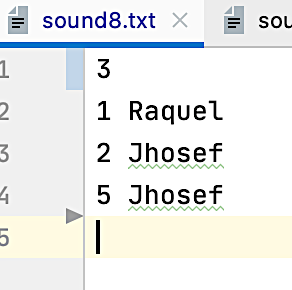 sound8.txt
sou
1 3
2 1 Raquel
3 2 Jhosef
4 5 Jhosef
5